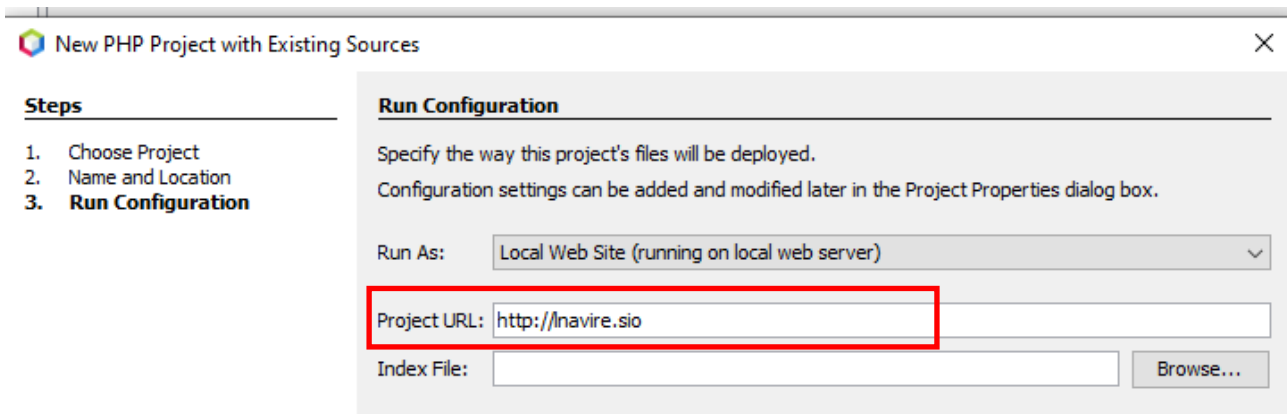 New PHP Project with Existing Sources
Steps
1. Choose Project
2. Name and Location
3. Run Configuration
Run Configuration
Specify the way this project's files will be deployed.
Configuration settings can be added and modified later in the Project Properties dialog box.
Run As: Local Web Site (running on local web server)
Project URL: http://lnavire.sio
Index File: Browse...